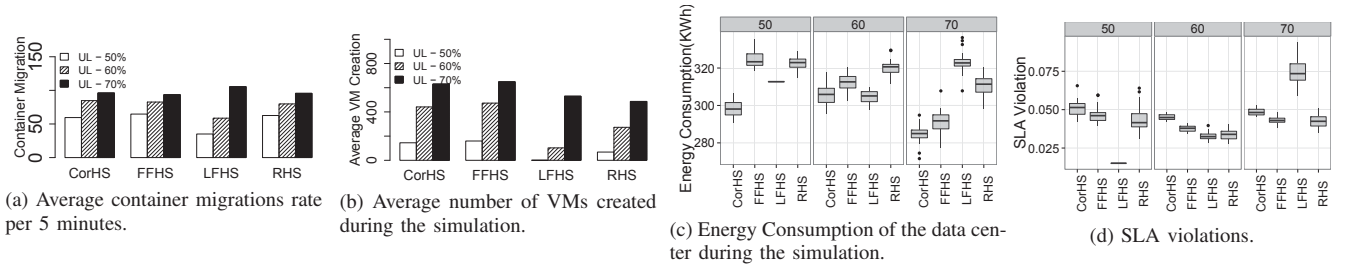 Container Migration
0 50 150
UL − 50%
UL − 60%
UL − 70%
CorHS FFHS LFHS RHS
(a) Average container migrations rate
per 5 minutes.
Average VM Creation
0 400 800
UL − 50%
UL − 60%
UL − 70%
CorHS FFHS LFHS RHS
(b) Average number of VMs created
during the simulation.
Energy Consumption(KWh)
50 60 70
320
300
280
CorHS FFHS LFHS RHS CorHS FFHS LFHS RHS CorHS FFHS LFHS RHS
(c) Energy Consumption of the data cen-
ter during the simulation.
SLA Violation
50 60 70
0.075
0.050
0.025
CorHS FFHS LFHS RHS CorHS FFHS LFHS RHS CorHS FFHS LFHS RHS
(d) SLA violations.